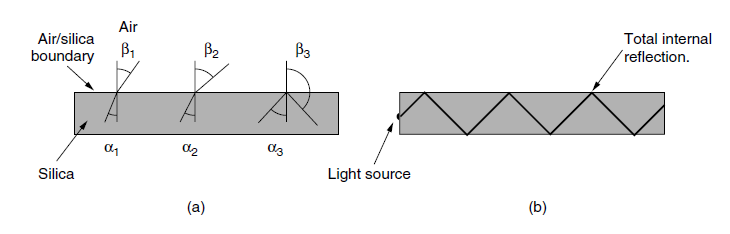 Air
Air/silica
boundary
β1
β2
β3
Total internal
reflection.
α1
α2
α3
Silica
Light source
(a)
(b)